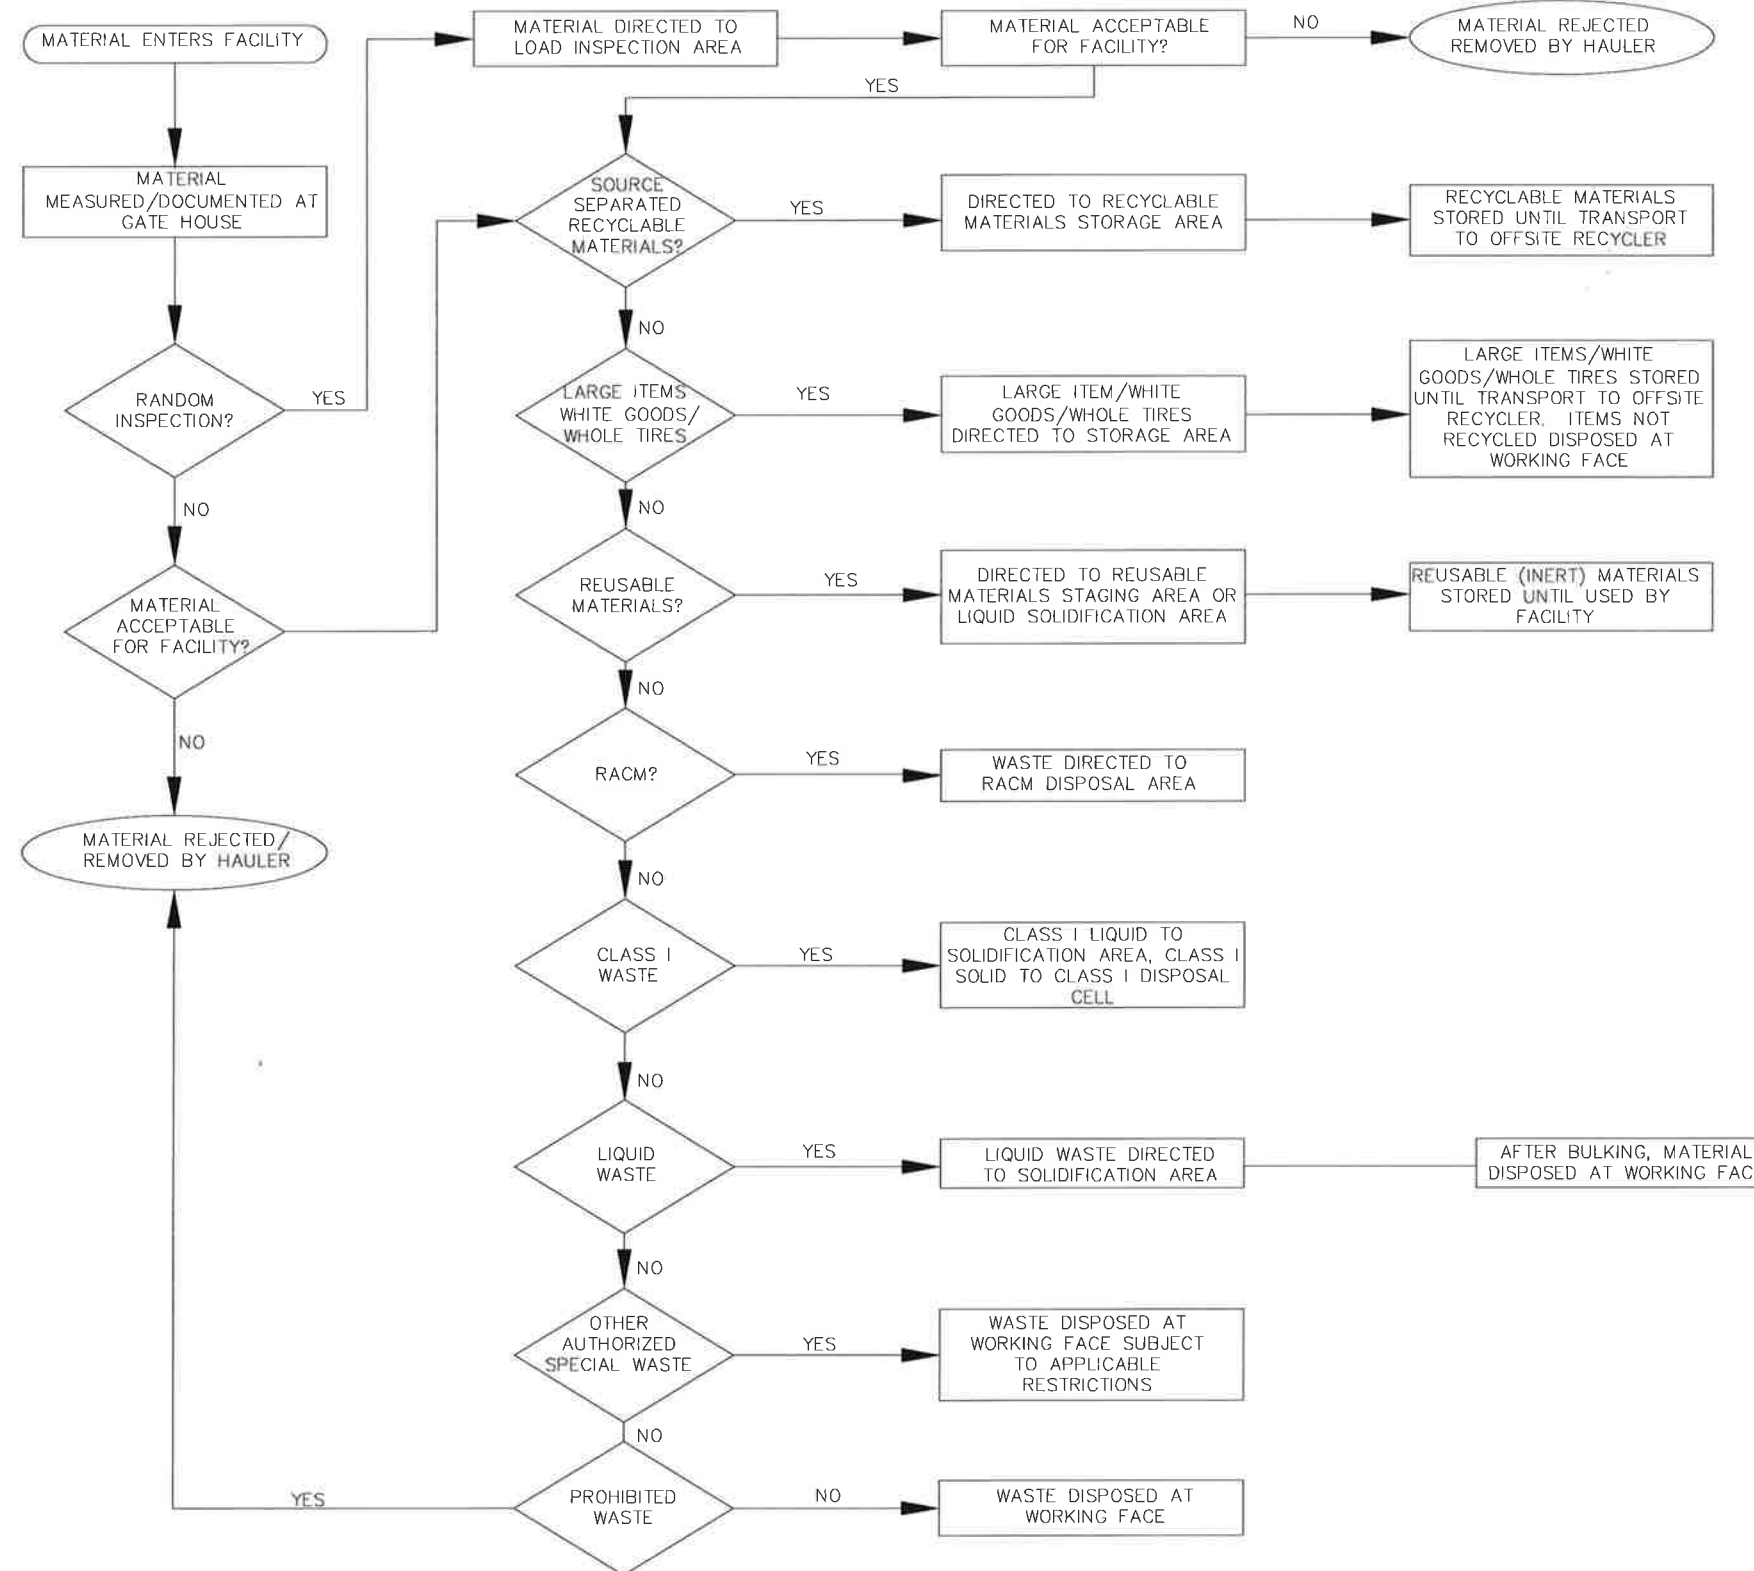 MATERIAL ENTERS FACILITY
MATERIAL DIRECTED TO
LOAD INSPECTION AREA
MATERIAL ACCEPTABLE
FOR FACILITY?
NO
MATERIAL REJECTED
REMOVED BY HAULER
YES
MATERIAL
MEASURED/DOCUMENTED AT
GATE HOUSE
SOURCE
SEPARATED
RECYCLABLE
MATERIALS?
YES
DIRECTED TO RECYCLABLE
MATERIALS STORAGE AREA
RECYCLABLE MATERIALS
STORED UNTIL TRANSPORT
TO OFFSITE RECYCLER
NO
RANDOM
INSPECTION?
YES
LARGE ITEMS
WHITE GOODS/
WHOLE TIRES
YES
LARGE ITEM/WHITE
GOODS/WHOLE TIRES
DIRECTED TO STORAGE AREA
LARGE ITEMS/WHITE
GOODS/WHOLE TIRES STORED
UNTIL TRANSPORT TO OFFSITE
RECYCLER. ITEMS NOT
RECYCLED DISPOSED AT
WORKING FACE
NO
NO
MATERIAL
ACCEPTABLE
FOR FACILITY?
REUSABLE
MATERIALS?
YES
DIRECTED TO REUSABLE
MATERIALS STAGING AREA OR
LIQUID SOLIDIFICATION AREA
REUSABLE (INERT) MATERIALS
STORED UNTIL USED BY
FACILITY
NO
NO
RACM?
YES
WASTE DIRECTED TO
RACM DISPOSAL AREA
MATERIAL REJECTED/
REMOVED BY HAULER
NO
CLASS I
WASTE
YES
CLASS I LIQUID TO
SOLIDIFICATION AREA, CLASS I
SOLID TO CLASS I DISPOSAL
CELL
NO
LIQUID
WASTE
YES
LIQUID WASTE DIRECTED
TO SOLIDIFICATION AREA
AFTER BULKING, MATERIAL
DISPOSED AT WORKING FAC
NO
OTHER
AUTHORIZED
SPECIAL WASTE
YES
WASTE DISPOSED AT
WORKING FACE SUBJECT
TO APPLICABLE
RESTRICTIONS
NO
YES
PROHIBITED
WASTE
NO
WASTE DISPOSED AT
WORKING FACE